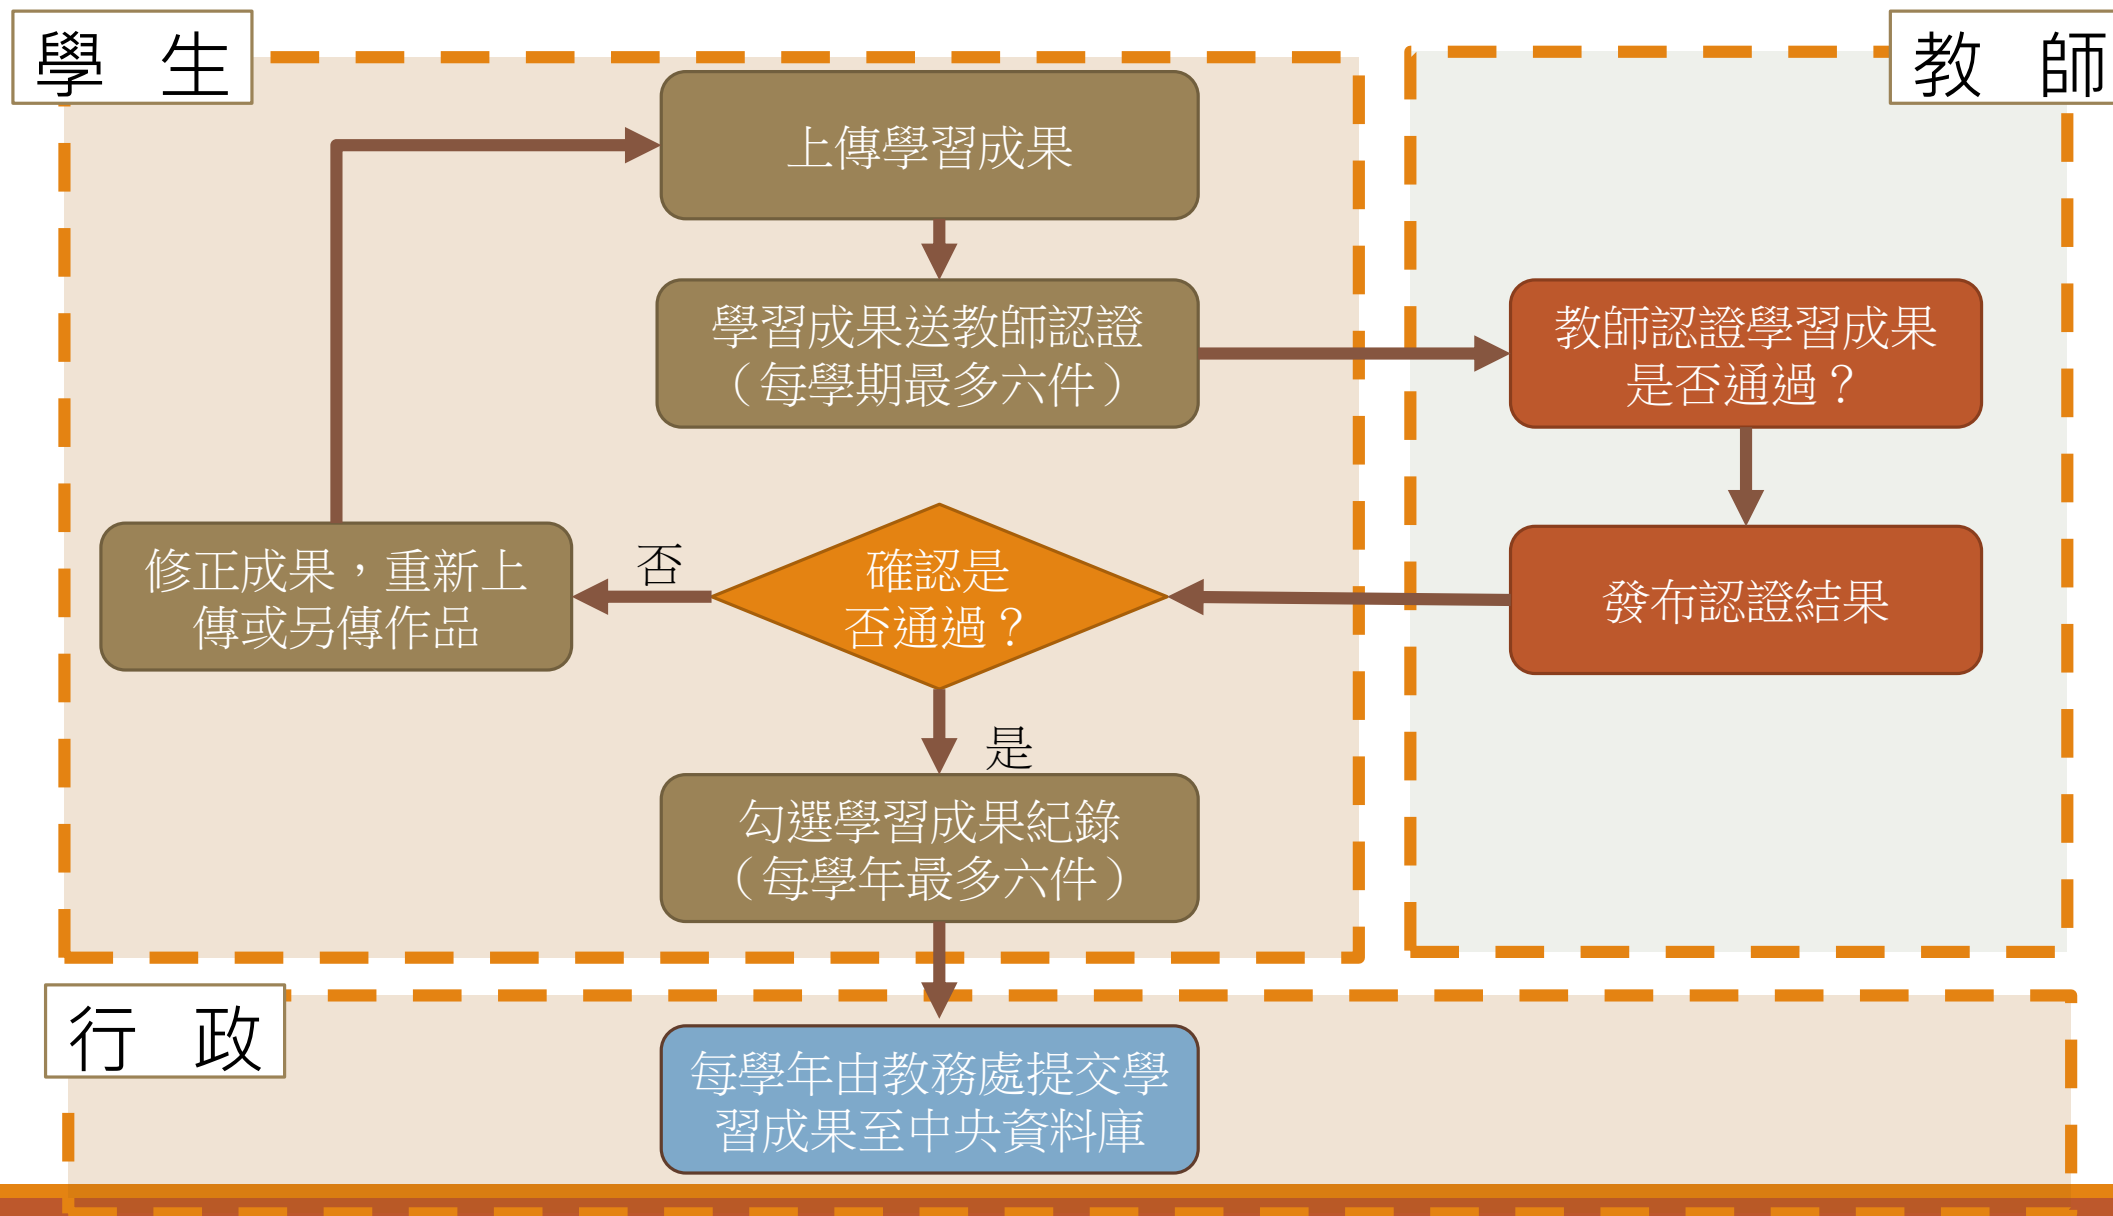 學 生
教 師
上傳學習成果
學習成果送教師認證
（每學期最多六件）
教師認證學習成果
是否通過？
修正成果，重新上
傳或另傳作品
否
確認是
否通過？
發布認證結果
是
勾選學習成果紀錄
（每學年最多六件）
行 政
每學年由教務處提交學
習成果至中央資料庫